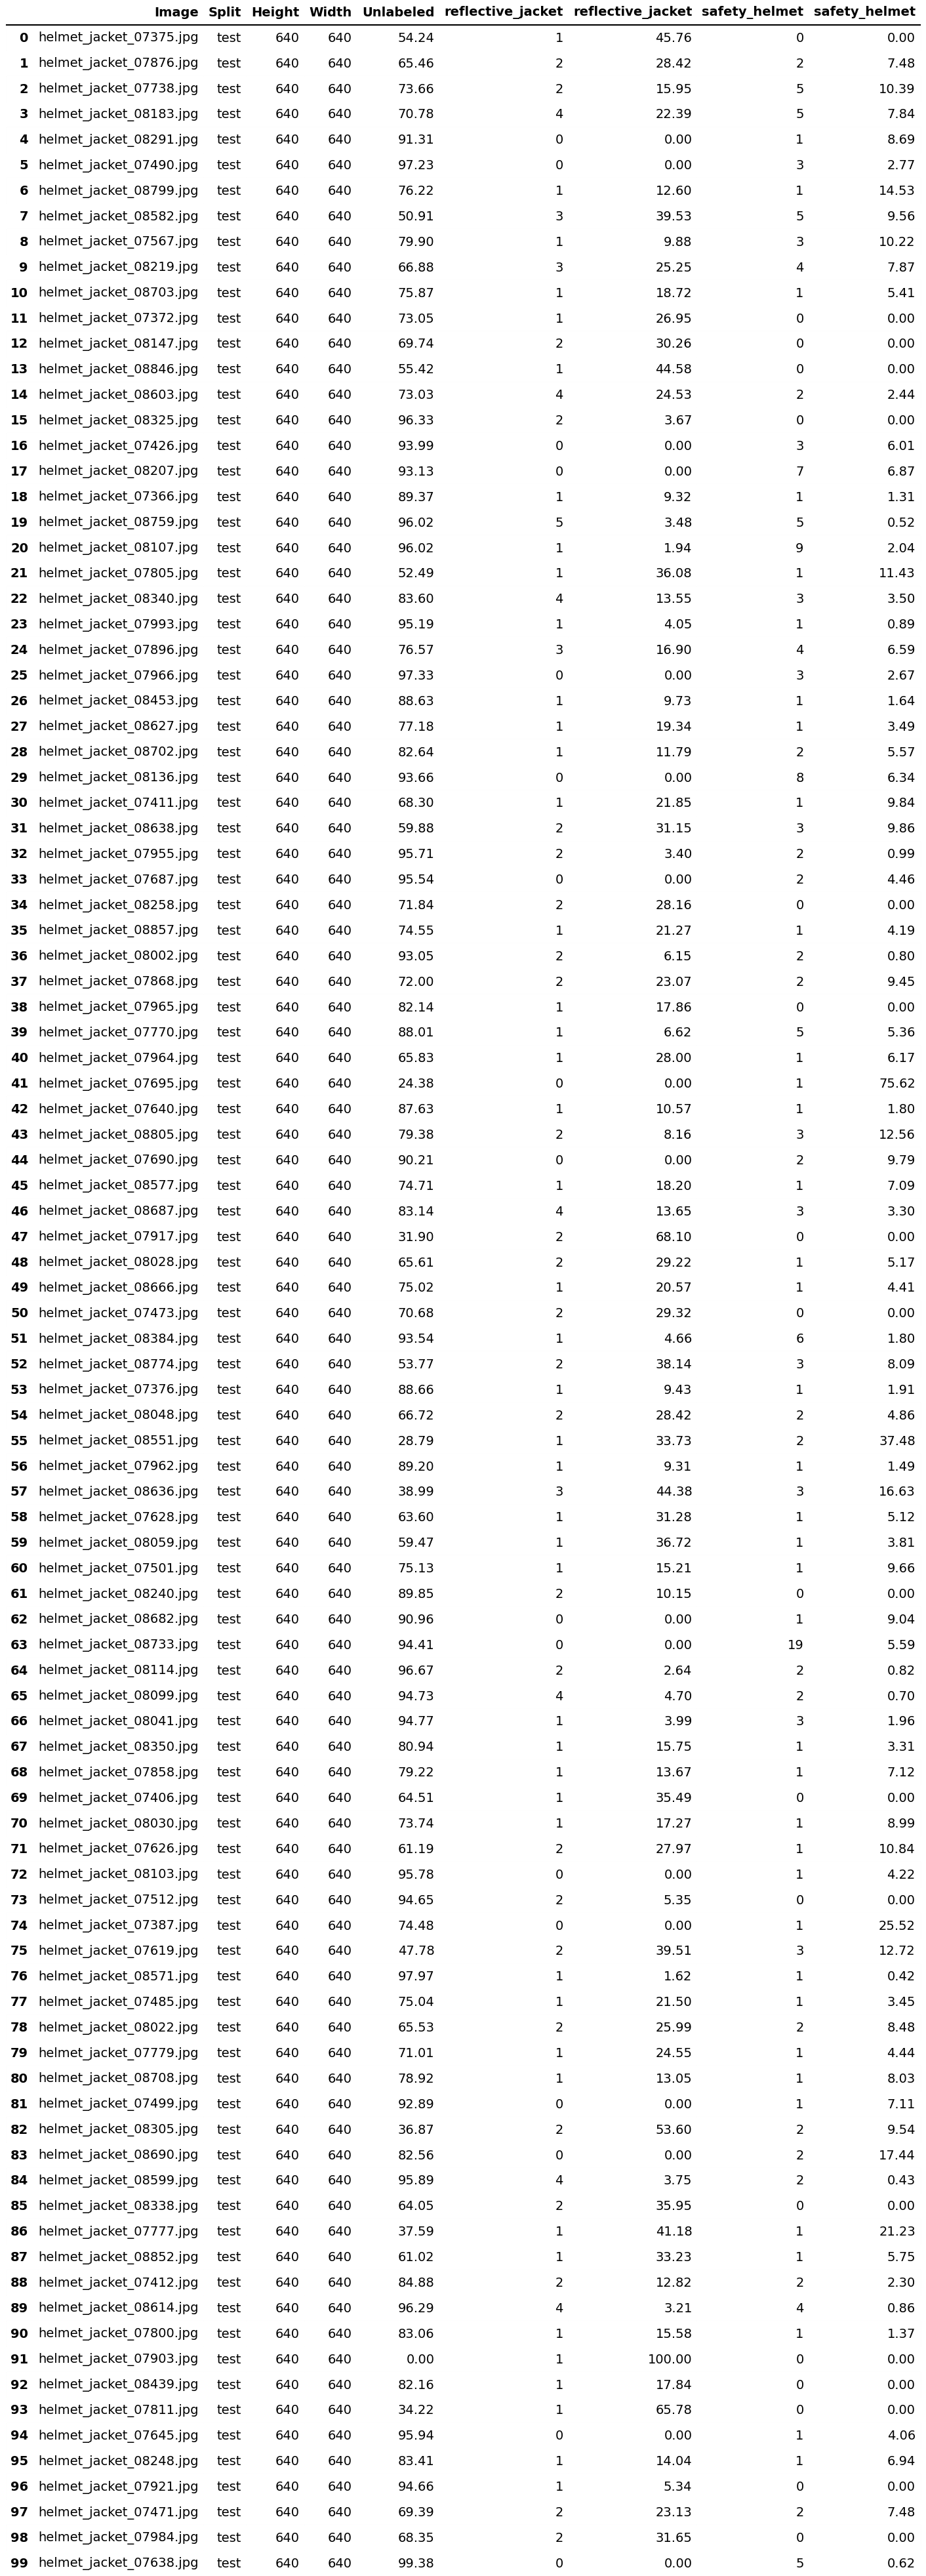 Image Split Height Width Unlabeled reflective_jacket reflective_jacket safety_helmet safety_helmet
0 helmet_jacket_07375.jpg test 640 640 54.24 1 45.76 0 0.00
1 helmet_jacket_07876.jpg test 640 640 65.46 2 28.42 2 7.48
2 helmet_jacket_07738.jpg test 640 640 73.66 2 15.95 5 10.39
3 helmet_jacket_08183.jpg test 640 640 70.78 4 22.39 5 7.84
4 helmet_jacket_08291.jpg test 640 640 91.31 0 0.00 1 8.69
5 helmet_jacket_07490.jpg test 640 640 97.23 0 0.00 3 2.77
6 helmet_jacket_08799.jpg test 640 640 76.22 1 12.60 1 14.53
7 helmet_jacket_08582.jpg test 640 640 50.91 3 39.53 5 9.56
8 helmet_jacket_07567.jpg test 640 640 79.90 1 9.88 3 10.22
9 helmet_jacket_08219.jpg test 640 640 66.88 3 25.25 4 7.87
10 helmet_jacket_08703.jpg test 640 640 75.87 1 18.72 1 5.41
11 helmet_jacket_07372.jpg test 640 640 73.05 1 26.95 0 0.00
12 helmet_jacket_08147.jpg test 640 640 69.74 2 30.26 0 0.00
13 helmet_jacket_08846.jpg test 640 640 55.42 1 44.58 0 0.00
14 helmet_jacket_08603.jpg test 640 640 73.03 4 24.53 2 2.44
15 helmet_jacket_08325.jpg test 640 640 96.33 2 3.67 0 0.00
16 helmet_jacket_07426.jpg test 640 640 93.99 0 0.00 3 6.01
17 helmet_jacket_08207.jpg test 640 640 93.13 0 0.00 7 6.87
18 helmet_jacket_07366.jpg test 640 640 89.37 1 9.32 1 1.31
19 helmet_jacket_08759.jpg test 640 640 96.02 5 3.48 5 0.52
20 helmet_jacket_08107.jpg test 640 640 96.02 1 1.94 9 2.04
21 helmet_jacket_07805.jpg test 640 640 52.49 1 36.08 1 11.43
22 helmet_jacket_08340.jpg test 640 640 83.60 4 13.55 3 3.50
23 helmet_jacket_07993.jpg test 640 640 95.19 1 4.05 1 0.89
24 helmet_jacket_07896.jpg test 640 640 76.57 3 16.90 4 6.59
25 helmet_jacket_07966.jpg test 640 640 97.33 0 0.00 3 2.67
26 helmet_jacket_08453.jpg test 640 640 88.63 1 9.73 1 1.64
27 helmet_jacket_08627.jpg test 640 640 77.18 1 19.34 1 3.49
28 helmet_jacket_08702.jpg test 640 640 82.64 1 11.79 2 5.57
29 helmet_jacket_08136.jpg test 640 640 93.66 0 0.00 8 6.34
30 helmet_jacket_07411.jpg test 640 640 68.30 1 21.85 1 9.84
31 helmet_jacket_08638.jpg test 640 640 59.88 2 31.15 3 9.86
32 helmet_jacket_07955.jpg test 640 640 95.71 2 3.40 2 0.99
33 helmet_jacket_07687.jpg test 640 640 95.54 0 0.00 2 4.46
34 helmet_jacket_08258.jpg test 640 640 71.84 2 28.16 0 0.00
35 helmet_jacket_08857.jpg test 640 640 74.55 1 21.27 1 4.19
36 helmet_jacket_08002.jpg test 640 640 93.05 2 6.15 2 0.80
37 helmet_jacket_07868.jpg test 640 640 72.00 2 23.07 2 9.45
38 helmet_jacket_07965.jpg test 640 640 82.14 1 17.86 0 0.00
39 helmet_jacket_07770.jpg test 640 640 88.01 1 6.62 5 5.36
40 helmet_jacket_07964.jpg test 640 640 65.83 1 28.00 1 6.17
41 helmet_jacket_07695.jpg test 640 640 24.38 0 0.00 1 75.62
42 helmet_jacket_07640.jpg test 640 640 87.63 1 10.57 1 1.80
43 helmet_jacket_08805.jpg test 640 640 79.38 2 8.16 3 12.56
44 helmet_jacket_07690.jpg test 640 640 90.21 0 0.00 2 9.79
45 helmet_jacket_08577.jpg test 640 640 74.71 1 18.20 1 7.09
46 helmet_jacket_08687.jpg test 640 640 83.14 4 13.65 3 3.30
47 helmet_jacket_07917.jpg test 640 640 31.90 2 68.10 0 0.00
48 helmet_jacket_08028.jpg test 640 640 65.61 2 29.22 1 5.17
49 helmet_jacket_08666.jpg test 640 640 75.02 1 20.57 1 4.41
50 helmet_jacket_07473.jpg test 640 640 70.68 2 29.32 0 0.00
51 helmet_jacket_08384.jpg test 640 640 93.54 1 4.66 6 1.80
52 helmet_jacket_08774.jpg test 640 640 53.77 2 38.14 3 8.09
53 helmet_jacket_07376.jpg test 640 640 88.66 1 9.43 1 1.91
54 helmet_jacket_08048.jpg test 640 640 66.72 2 28.42 2 4.86
55 helmet_jacket_08551.jpg test 640 640 28.79 1 33.73 2 37.48
56 helmet_jacket_07962.jpg test 640 640 89.20 1 9.31 1 1.49
57 helmet_jacket_08636.jpg test 640 640 38.99 3 44.38 3 16.63
58 helmet_jacket_07628.jpg test 640 640 63.60 1 31.28 1 5.12
59 helmet_jacket_08059.jpg test 640 640 59.47 1 36.72 1 3.81
60 helmet_jacket_07501.jpg test 640 640 75.13 1 15.21 1 9.66
61 helmet_jacket_08240.jpg test 640 640 89.85 2 10.15 0 0.00
62 helmet_jacket_08682.jpg test 640 640 90.96 0 0.00 1 9.04
63 helmet_jacket_08733.jpg test 640 640 94.41 0 0.00 19 5.59
64 helmet_jacket_08114.jpg test 640 640 96.67 2 2.64 2 0.82
65 helmet_jacket_08099.jpg test 640 640 94.73 4 4.70 2 0.70
66 helmet_jacket_08041.jpg test 640 640 94.77 1 3.99 3 1.96
67 helmet_jacket_08350.jpg test 640 640 80.94 1 15.75 1 3.31
68 helmet_jacket_07858.jpg test 640 640 79.22 1 13.67 1 7.12
69 helmet_jacket_07406.jpg test 640 640 64.51 1 35.49 0 0.00
70 helmet_jacket_08030.jpg test 640 640 73.74 1 17.27 1 8.99
71 helmet_jacket_07626.jpg test 640 640 61.19 2 27.97 1 10.84
72 helmet_jacket_08103.jpg test 640 640 95.78 0 0.00 1 4.22
73 helmet_jacket_07512.jpg test 640 640 94.65 2 5.35 0 0.00
74 helmet_jacket_07387.jpg test 640 640 74.48 0 0.00 1 25.52
75 helmet_jacket_07619.jpg test 640 640 47.78 2 39.51 3 12.72
76 helmet_jacket_08571.jpg test 640 640 97.97 1 1.62 1 0.42
77 helmet_jacket_07485.jpg test 640 640 75.04 1 21.50 1 3.45
78 helmet_jacket_08022.jpg test 640 640 65.53 2 25.99 2 8.48
79 helmet_jacket_07779.jpg test 640 640 71.01 1 24.55 1 4.44
80 helmet_jacket_08708.jpg test 640 640 78.92 1 13.05 1 8.03
81 helmet_jacket_07499.jpg test 640 640 92.89 0 0.00 1 7.11
82 helmet_jacket_08305.jpg test 640 640 36.87 2 53.60 2 9.54
83 helmet_jacket_08690.jpg test 640 640 82.56 0 0.00 2 17.44
84 helmet_jacket_08599.jpg test 640 640 95.89 4 3.75 2 0.43
85 helmet_jacket_08338.jpg test 640 640 64.05 2 35.95 0 0.00
86 helmet_jacket_07777.jpg test 640 640 37.59 1 41.18 1 21.23
87 helmet_jacket_08852.jpg test 640 640 61.02 1 33.23 1 5.75
88 helmet_jacket_07412.jpg test 640 640 84.88 2 12.82 2 2.30
89 helmet_jacket_08614.jpg test 640 640 96.29 4 3.21 4 0.86
90 helmet_jacket_07800.jpg test 640 640 83.06 1 15.58 1 1.37
91 helmet_jacket_07903.jpg test 640 640 0.00 1 100.00 0 0.00
92 helmet_jacket_08439.jpg test 640 640 82.16 1 17.84 0 0.00
93 helmet_jacket_07811.jpg test 640 640 34.22 1 65.78 0 0.00
94 helmet_jacket_07645.jpg test 640 640 95.94 0 0.00 1 4.06
95 helmet_jacket_08248.jpg test 640 640 83.41 1 14.04 1 6.94
96 helmet_jacket_07921.jpg test 640 640 94.66 1 5.34 0 0.00
97 helmet_jacket_07471.jpg test 640 640 69.39 2 23.13 2 7.48
98 helmet_jacket_07984.jpg test 640 640 68.35 2 31.65 0 0.00
99 helmet_jacket_07638.jpg test 640 640 99.38 0 0.00 5 0.62